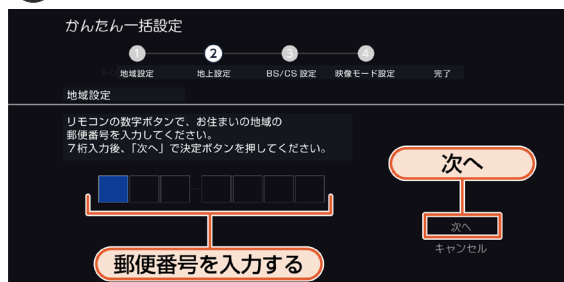 かんたん一括設定
1 2 3 4
地域設定 地上設定 BS/CS 設定 映像モード設定 完了
地域設定
リモコンの数字ボタンで、お住まいの地域の
郵便番号を入力してください。
7桁入力後、「次へ」で決定ボタンを押してください。
次へ
-
次へ
キャンセル
郵便番号を入力する